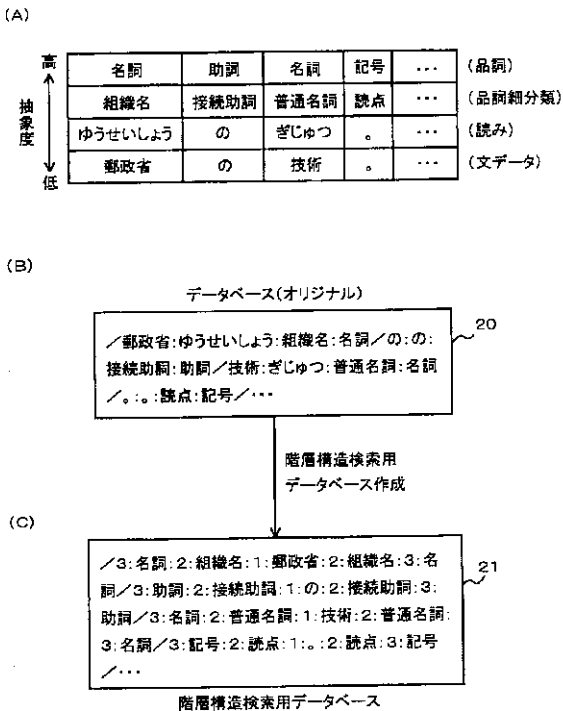 (A)
高
抽象度
低
名詞 助詞 名詞 記号 ・・・ (品詞)
組織名 接続助詞 普通名詞 読点 ・・・ (品詞細分類)
ゆうせいしょう の ぎじゅつ 。 ・・・ (読み)
郵政省 の 技術 。 ・・・ (文データ)
(B)
データベース(オリジナル)
/郵政省:ゆうせいしょう:組織名:名詞/の:の:
接続助詞:助詞/技術:ぎじゅつ:普通名詞:名詞
/。:。:読点:記号/・・・
20
階層構造検索用
データベース作成
(C)
/3:名詞:2:組織名:1:郵政省:2:組織名:3:名
詞/3:助詞:2:接続助詞:1:の:2:接続助詞:3:
助詞/3:名詞:2:普通名詞:1:技術:2:普通名詞:
3:名詞/3:記号:2:読点:1:。:2:読点:3:記号
/・・・
21
階層構造検索用データベース